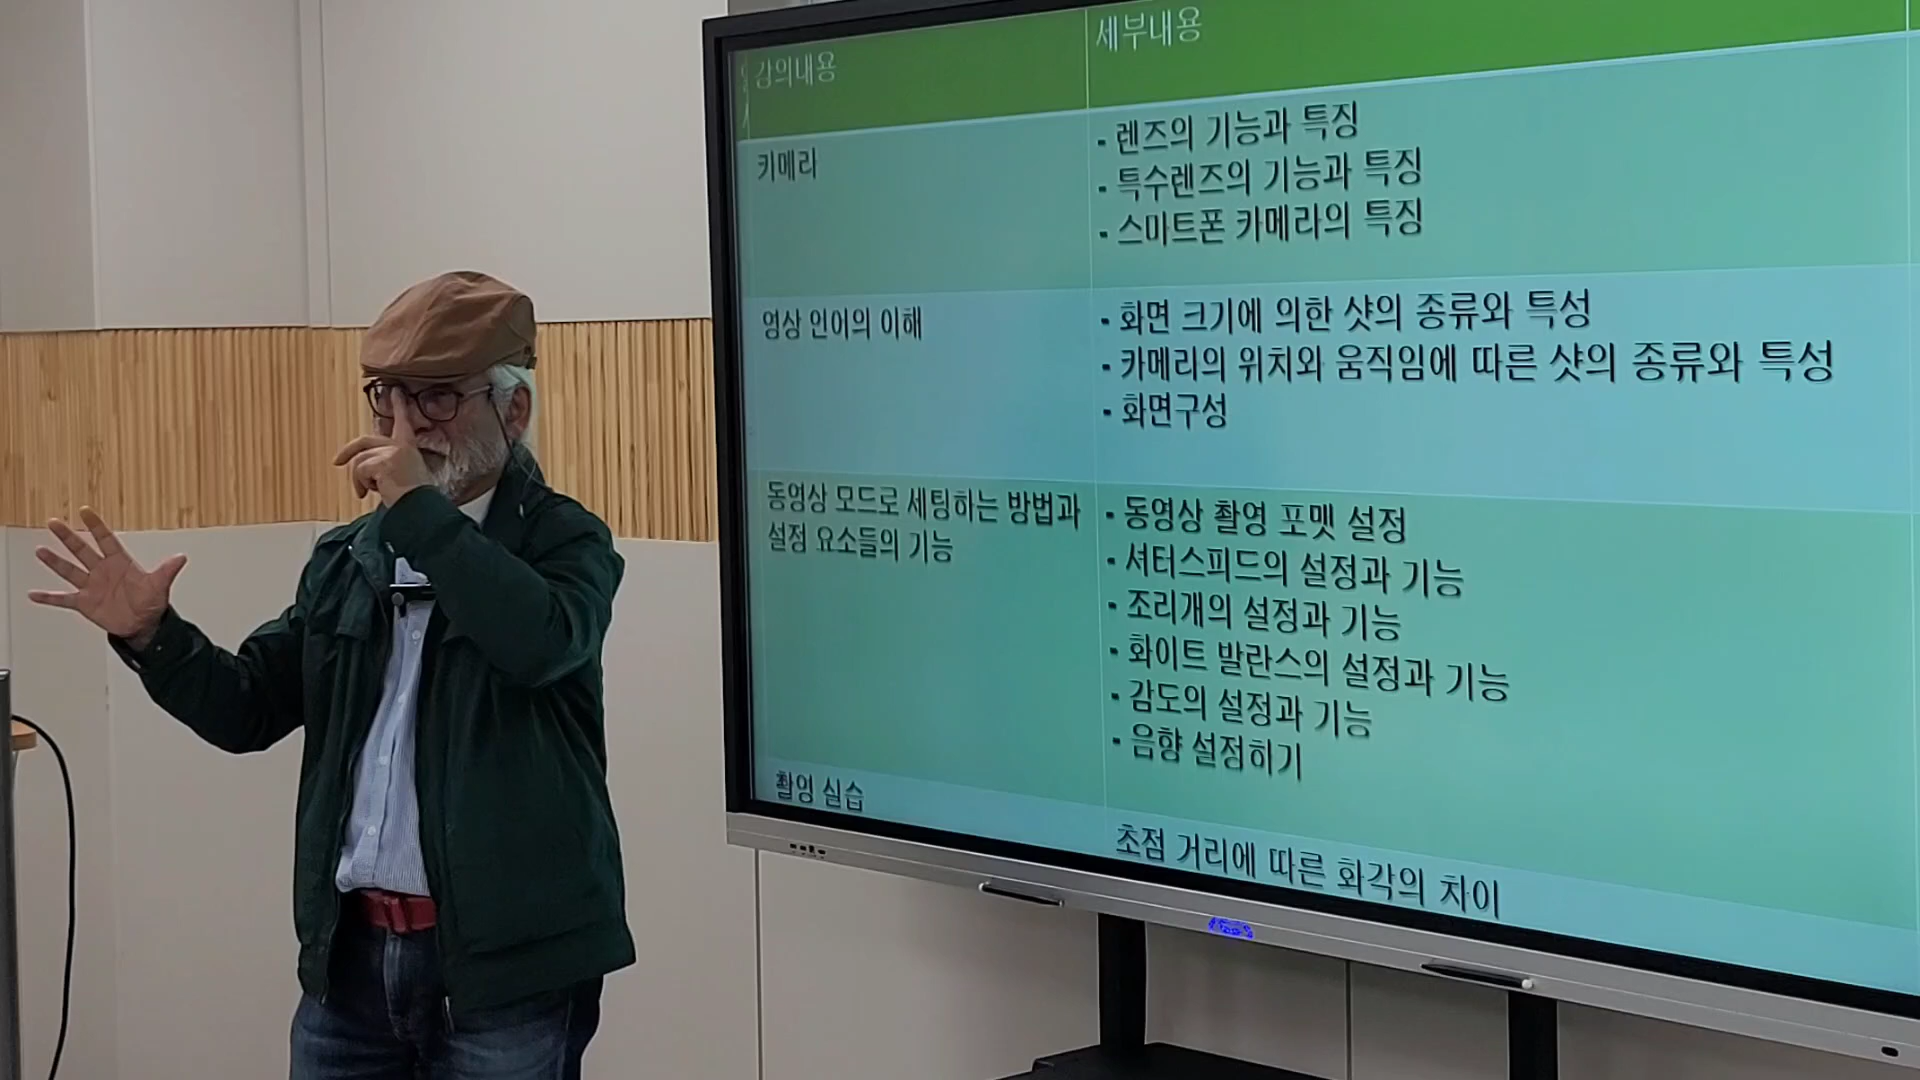 강의내용
세부내용
카메라
- 렌즈의 기능과 특징
- 특수렌즈의 기능과 특징
- 스마트폰 카메라의 특징
영상 언어의 이해
- 화면 크기에 의한 샷의 종류와 특성
- 카메리의 위치와 움직임에 따른 샷의 종류와 특성
- 화면구성
동영상 모드로 세팅하는 방법과
설정 요소들의 기능
- 동영상 촬영 포맷 설정
- 셔터스피드의 설정과 기능
- 조리개의 설정과 기능
- 화이트 발란스의 설정과 기능
- 감도의 설정과 기능
- 음향 설정하기
촬영 실습
초점 거리에 따른 화각의 차이